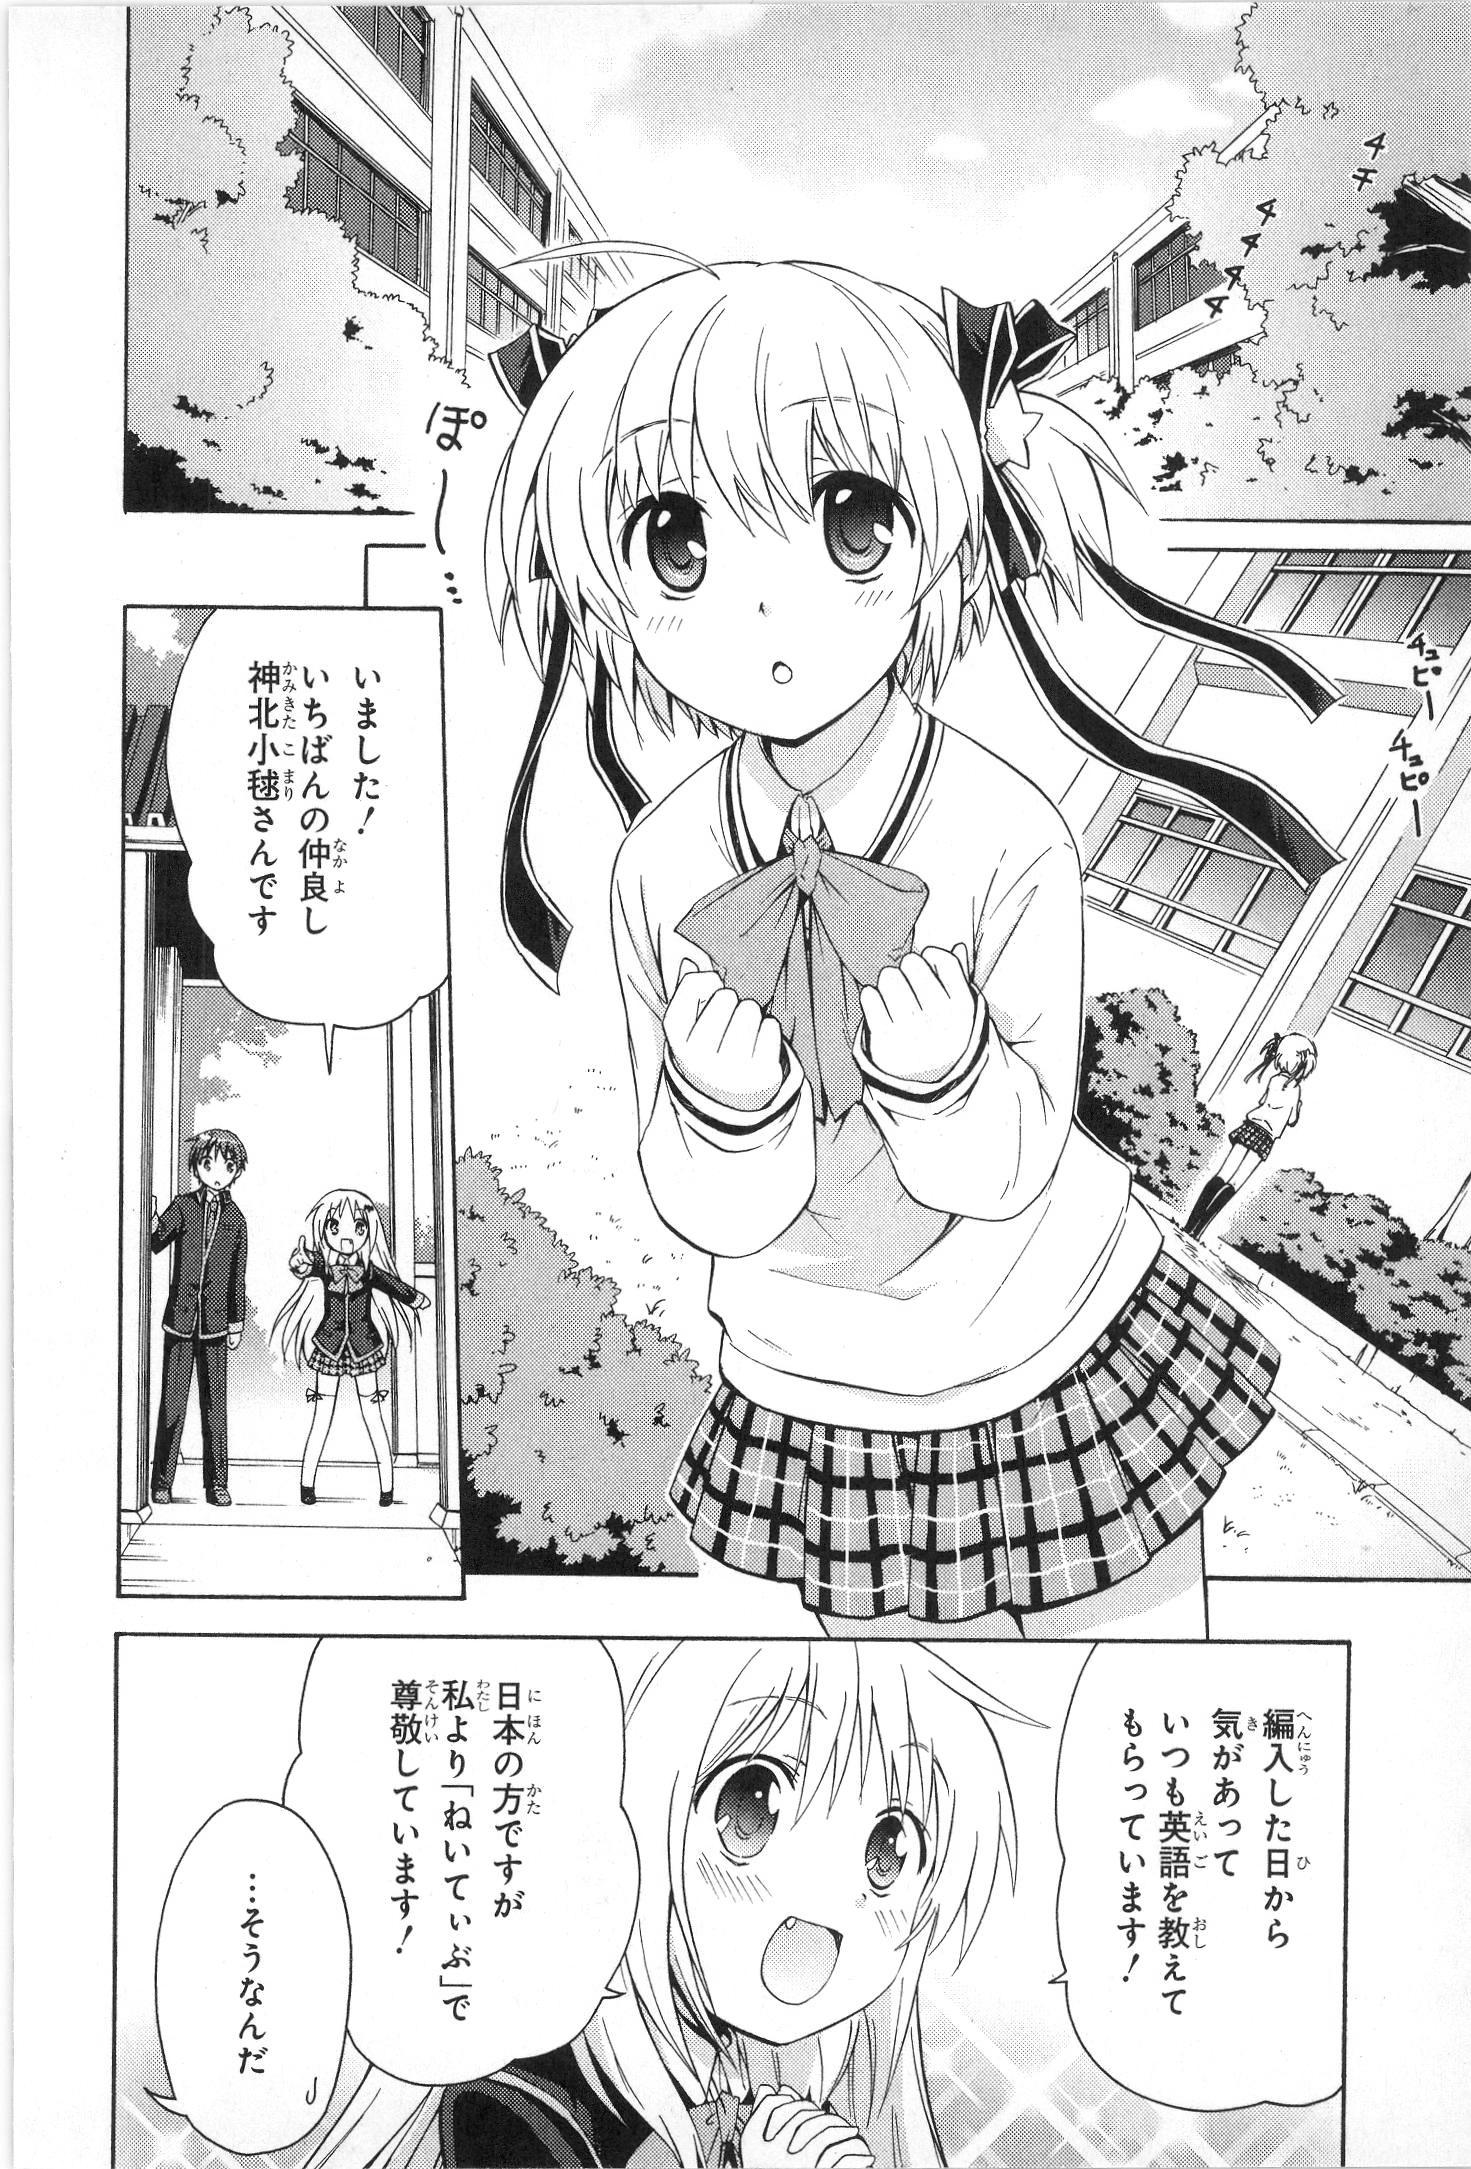 チチ
チチチチ
ぽー…
チュピー
チュピー
いました!
いちばんの仲良し
神北小毬さんです
編入した日から
気があって
いつも英語を教えて
もらっています!
日本の方ですが
私より「ねいてぃぶ」で
尊敬しています!
…そうなんだ